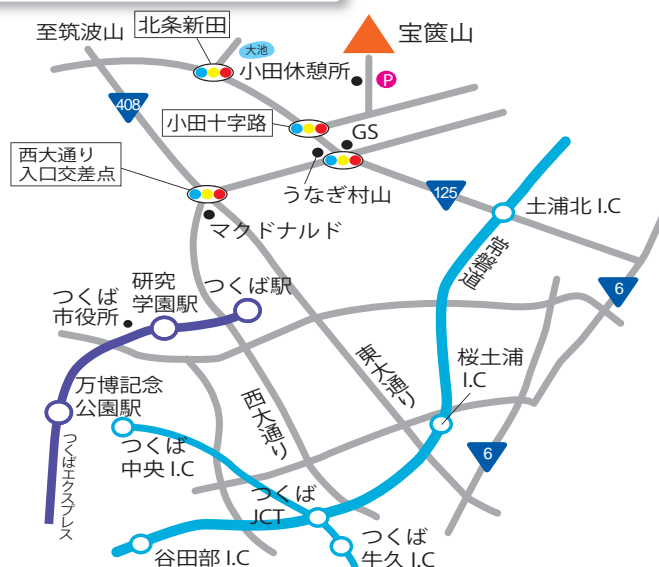 至筑波山
北条新田
大池
小田休憩所
宝篋山
P
408
小田十字路
GS
西大通り
入口交差点
うなぎ村山
マクドナルド
125
土浦北 I.C
常磐道
6
研究
学園駅
つくば駅
つくば
市役所
万博記念
公園駅
つくばエクスプレス
西大通り
東大通り
桜土浦
I.C
6
つくば
中央 I.C
つくば
JCT
谷田部 I.C
つくば
牛久 I.C